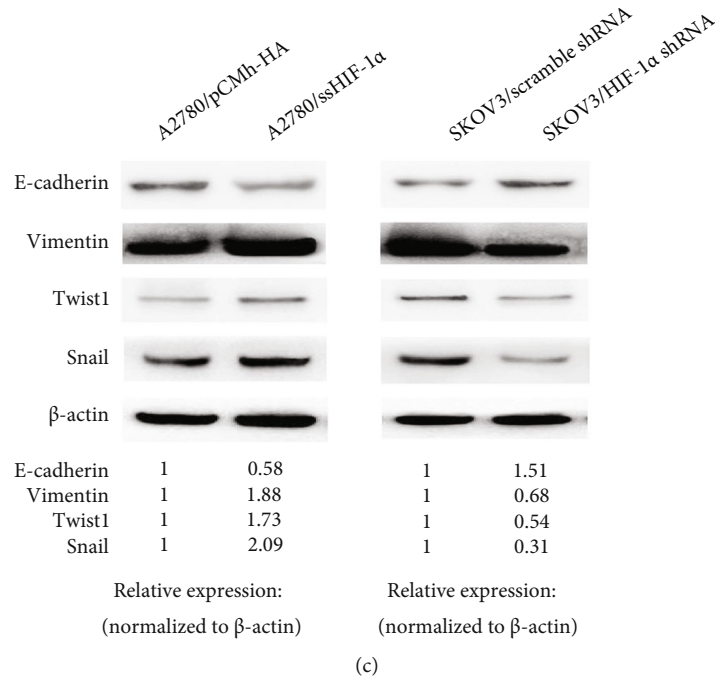 A2780/pCMh-HA
A2780/ssHIF-1α
SKOV3/scramble shRNA
SKOV3/HIF-1α shRNA
E-cadherin
Vimentin
Twist1
Snail
β-actin
E-cadherin 1 0.58 1 1.51
Vimentin 1 1.88 1 0.68
Twist1 1 1.73 1 0.54
Snail 1 2.09 1 0.31
Relative expression: Relative expression:
(normalized to β-actin) (normalized to β-actin)
(c)